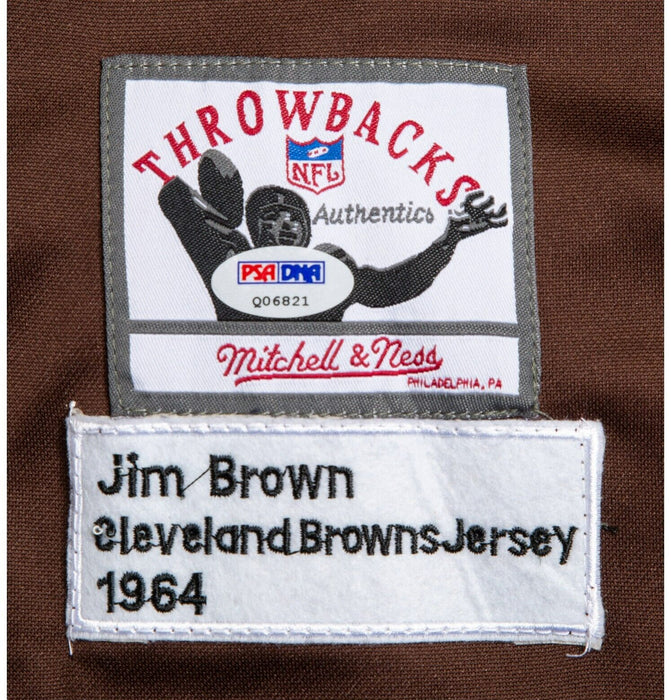 THROWBACKS
NFL
Authentics
PSA DNA
Q06821
Mitchell & Ness
PHILADELPHIA, PA
Jim Brown
Cleveland Browns Jersey
1964